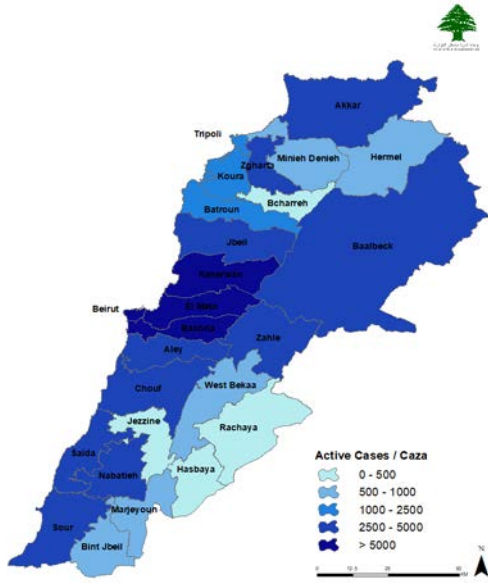 Akkar
Tripoli
Zgharta
Minieh Denieh
Hermel
Koura
Bcharreh
Batroun
Jbeil
Baalbeck
Keserwan
Beirut
El Metn
Baabda
Zahle
Aley
Chouf
West Bekaa
Jezzine
Rachaya
Saida
Nabatieh
Hasbaya
Marjeyoun
Sour
Bint Jbeil
Active Cases / Caza
0 - 500
500 - 1000
1000 - 2500
2500 - 5000
> 5000
N